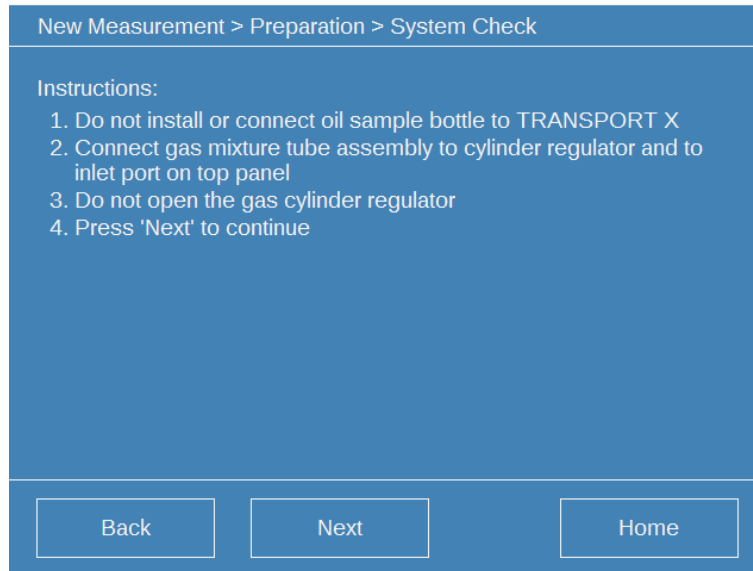 New Measurement > Preparation > System Check
Instructions:
1. Do not install or connect oil sample bottle to TRANSPORT X
2. Connect gas mixture tube assembly to cylinder regulator and to
inlet port on top panel
3. Do not open the gas cylinder regulator
4. Press 'Next' to continue
Back Next Home